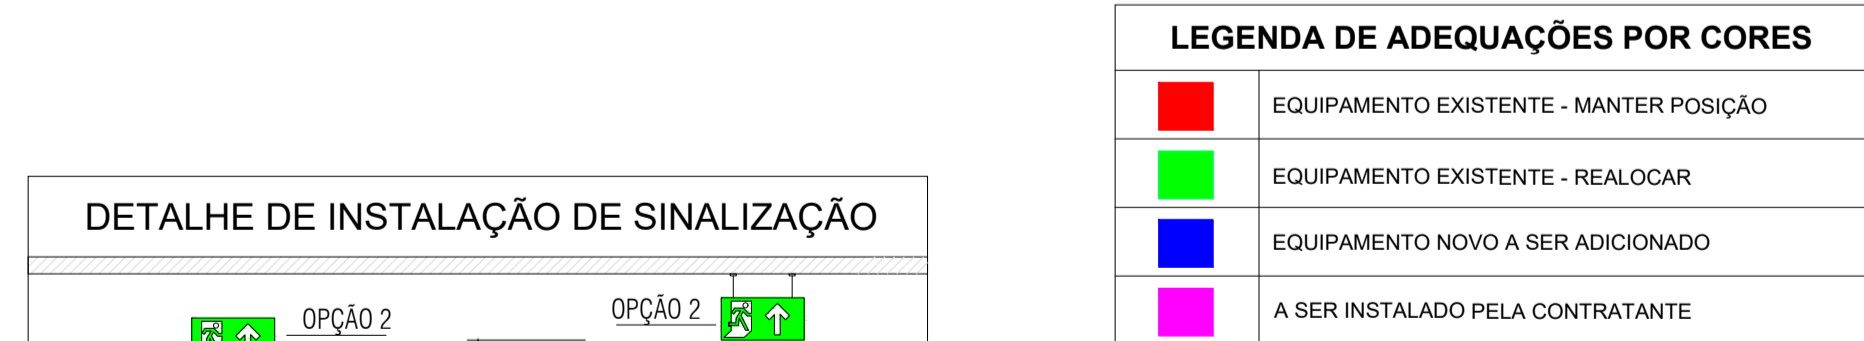 LEGENDA DE ADEQUAÇÕES POR CORES
EQUIPAMENTO EXISTENTE - MANTER POSIÇÃO
EQUIPAMENTO EXISTENTE - REALOCAR
EQUIPAMENTO NOVO A SER ADICIONADO
A SER INSTALADO PELA CONTRATANTE
DETALHE DE INSTALAÇÃO DE SINALIZAÇÃO
OPÇÃO 2
OPÇÃO 2